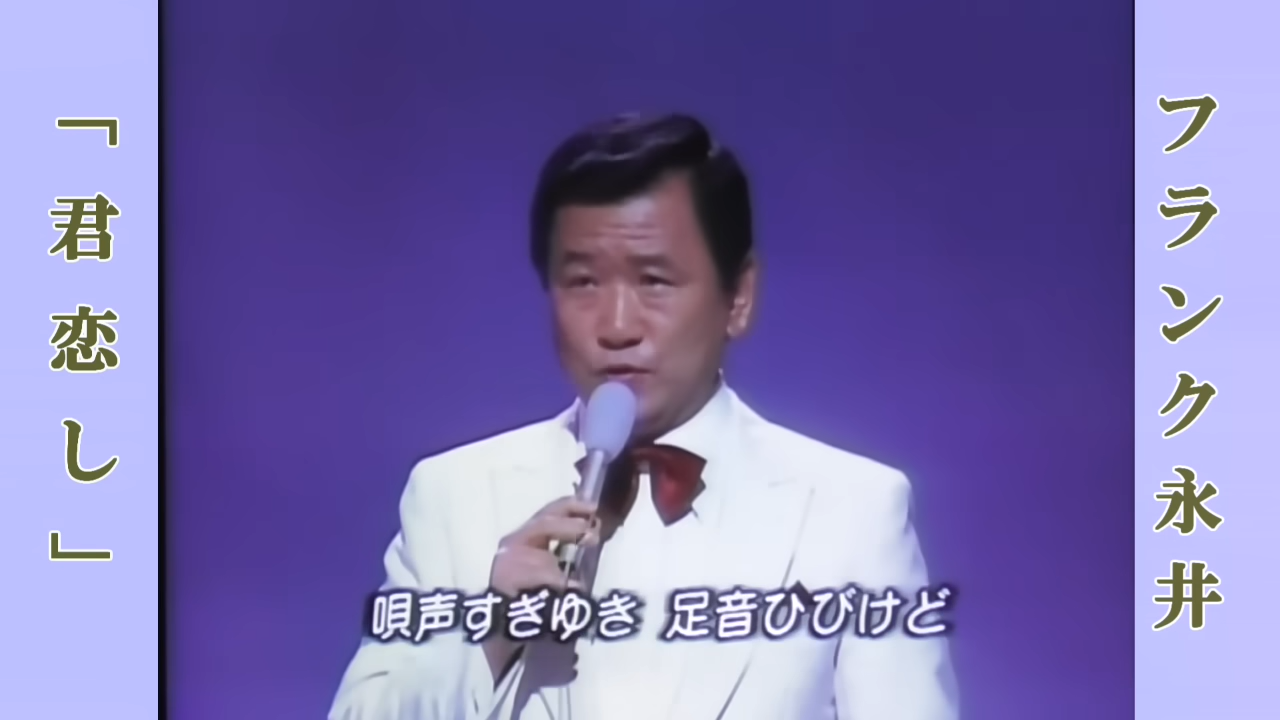 フランク永井
「君恋し」
唄声すぎゆき 足音ひびけど